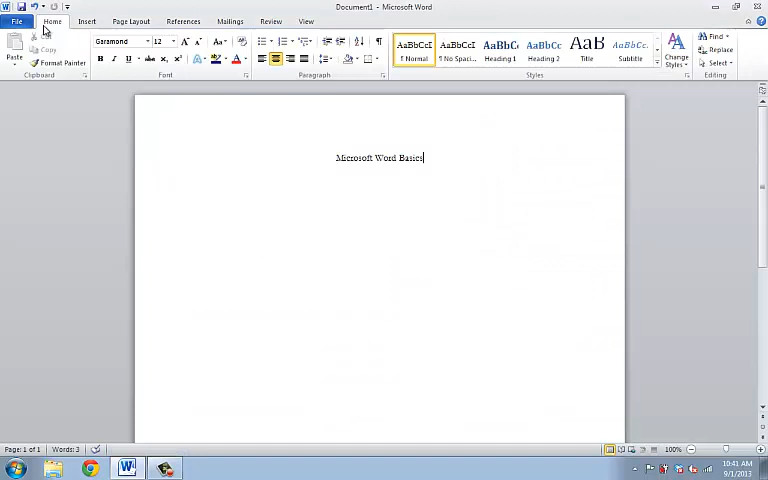 Document1 - Microsoft Word
File Home Insert Page Layout References Mailings Review View
Paste
Copy
Format Painter
Clipboard
Garamond 12
Font
Paragraph
AaBbCcI AaBbCcI AaBbC AaBbCc AaB AaBbCc.
¶ Normal ¶ No Spaci... Heading 1 Heading 2 Title Subtitle
Change Styles
Styles
Find
Replace
Select
Editing
Microsoft Word Basics
Page: 1 of 1 Words: 3 100%
10:41 AM
9/1/2013